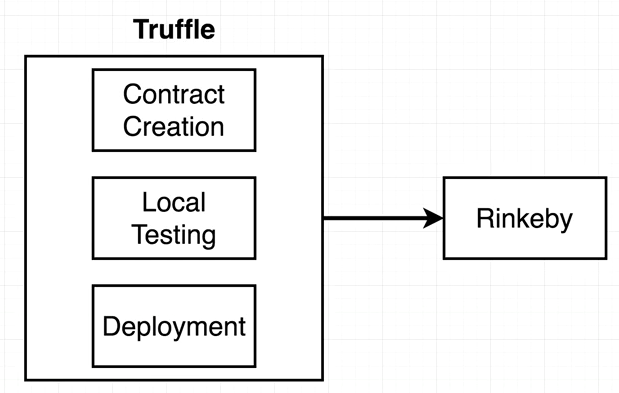 Truffle
Contract
Creation
Local
Testing
Rinkeby
Deployment